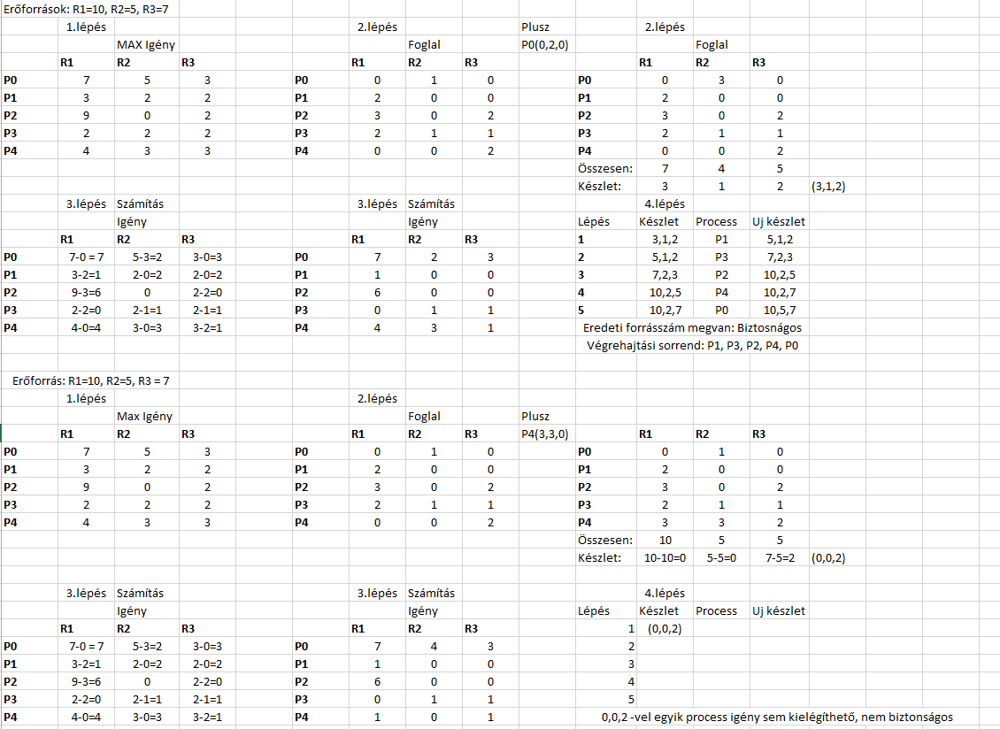 Erőforrások: R1=10, R2=5, R3=7
1.lépés 2.lépés Plusz 2.lépés
MAX Igény Foglal P0(0,2,0) Foglal
R1 R2 R3 R1 R2 R3 R1 R2 R3
P0 7 5 3 P0 0 1 0 P0 0 3 0
P1 3 2 2 P1 2 0 0 P1 2 0 0
P2 9 0 2 P2 3 0 2 P2 3 0 2
P3 2 2 2 P3 2 1 1 P3 2 1 1
P4 4 3 3 P4 0 0 2 P4 0 0 2
Összesen: 7 4 5
Készlet: 3 1 2 (3,1,2)
3.lépés Számítás 3.lépés Számítás 4.lépés
Igény Igény Lépés Készlet Process Uj készlet
R1 R2 R3 R1 R2 R3 1 3,1,2 P1 5,1,2
P0 7-0 = 7 5-3=2 3-0=3 P0 7 2 3 2 5,1,2 P3 7,2,3
P1 3-2=1 2-0=2 2-0=2 P1 1 0 0 3 7,2,3 P2 10,2,5
P2 9-3=6 0 2-2=0 P2 6 0 0 4 10,2,5 P4 10,2,7
P3 2-2=0 2-1=1 2-1=1 P3 0 1 1 5 10,2,7 P0 10,5,7
P4 4-0=4 3-0=3 3-2=1 P4 4 3 1 Eredeti forrásszám megvan: Biztosnágos
Végrehajtási sorrend: P1, P3, P2, P4, P0
Erőforrás: R1=10, R2=5, R3 = 7
1.lépés 2.lépés
Max Igény Foglal Plusz
R1 R2 R3 R1 R2 R3 P4(3,3,0) R1 R2 R3
P0 7 5 3 P0 0 1 0 P0 0 1 0
P1 3 2 2 P1 2 0 0 P1 2 0 0
P2 9 0 2 P2 3 0 2 P2 3 0 2
P3 2 2 2 P3 2 1 1 P3 2 1 1
P4 4 3 3 P4 0 0 2 P4 3 3 2
Összesen: 10 5 5
Készlet: 10-10=0 5-5=0 7-5=2 (0,0,2)
3.lépés Számítás 3.lépés Számítás 4.lépés
Igény Igény Lépés Készlet Process Uj készlet
R1 R2 R3 R1 R2 R3 1 (0,0,2)
P0 7-0 = 7 5-3=2 3-0=3 P0 7 4 3 2
P1 3-2=1 2-0=2 2-0=2 P1 1 0 0 3
P2 9-3=6 0 2-2=0 P2 6 0 0 4
P3 2-2=0 2-1=1 2-1=1 P3 0 1 1 5
P4 4-0=4 3-0=3 3-2=1 P4 1 0 1 0,0,2 -vel egyik process igény sem kielégíthető, nem biztonságos